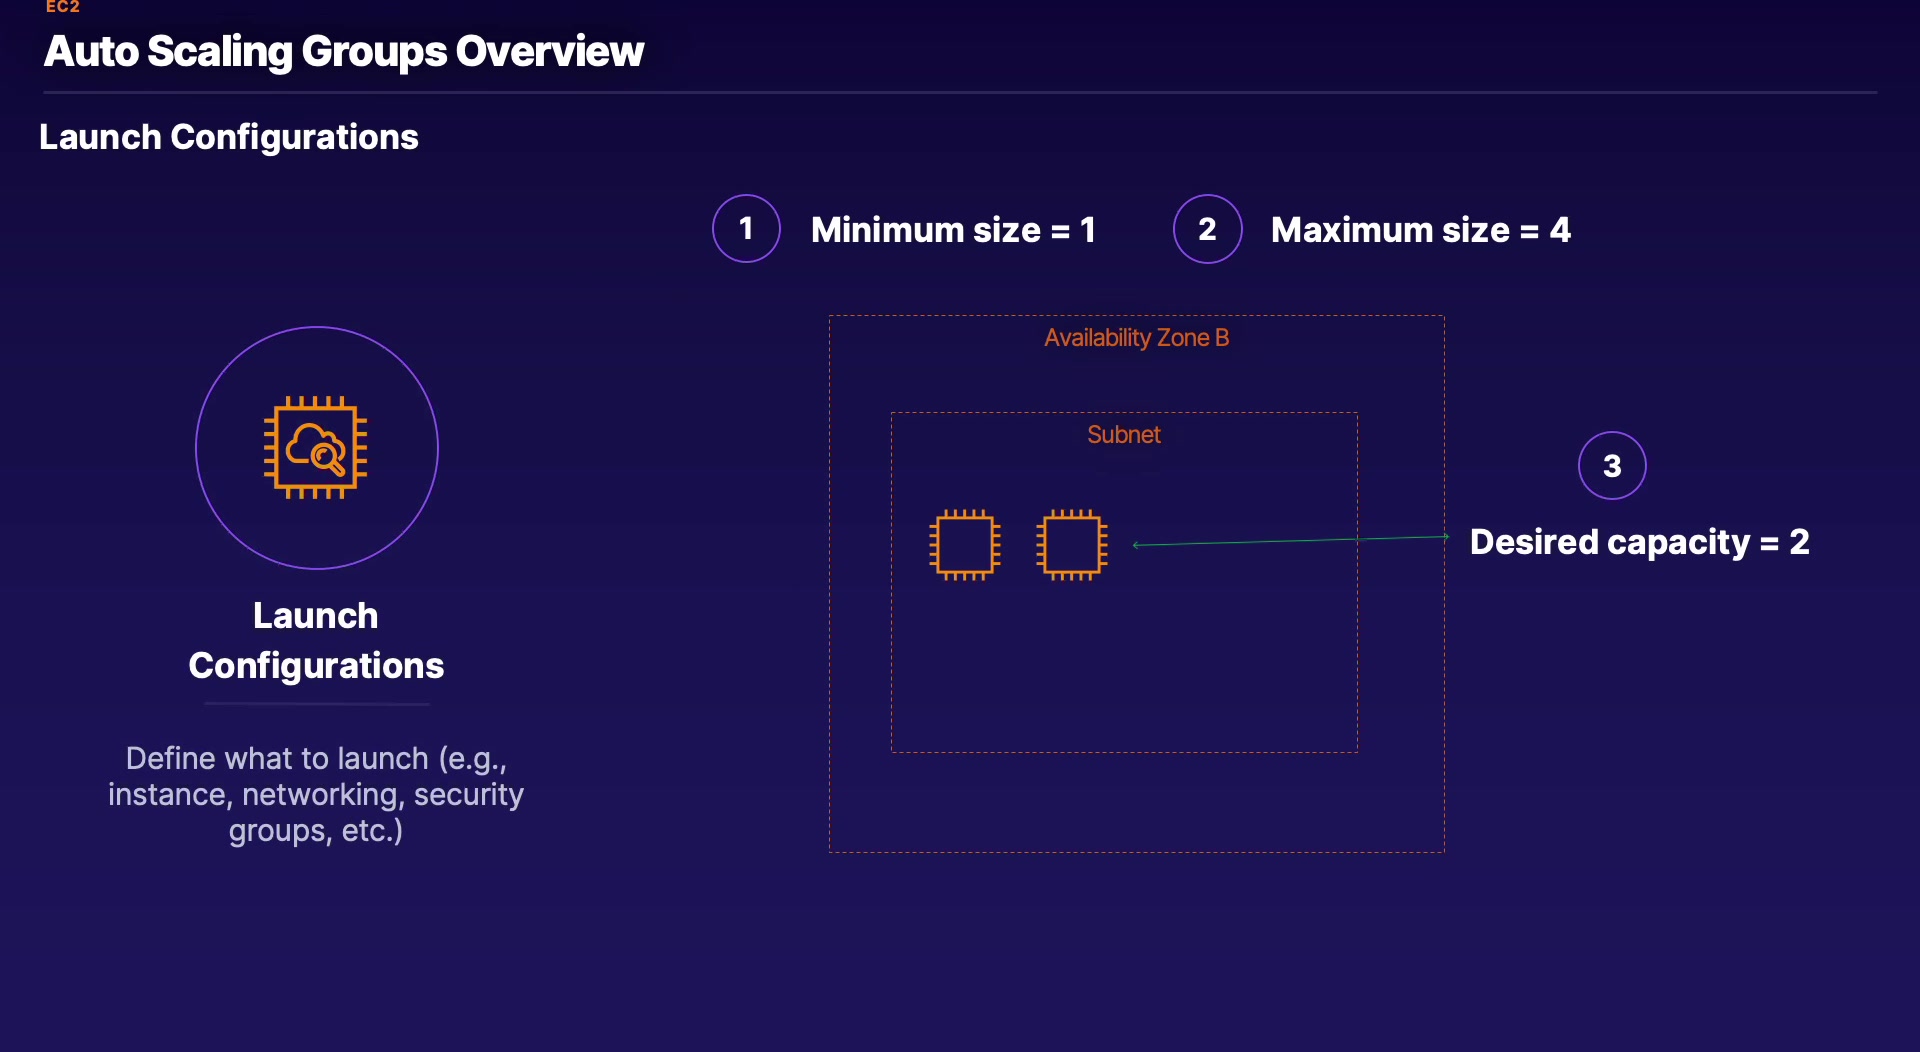 EC2
Auto Scaling Groups Overview
Launch Configurations
1
Minimum size = 1
2
Maximum size = 4
Availability Zone B
Subnet
3
Desired capacity = 2
Launch
Configurations
Define what to launch (e.g.,
instance, networking, security
groups, etc.)